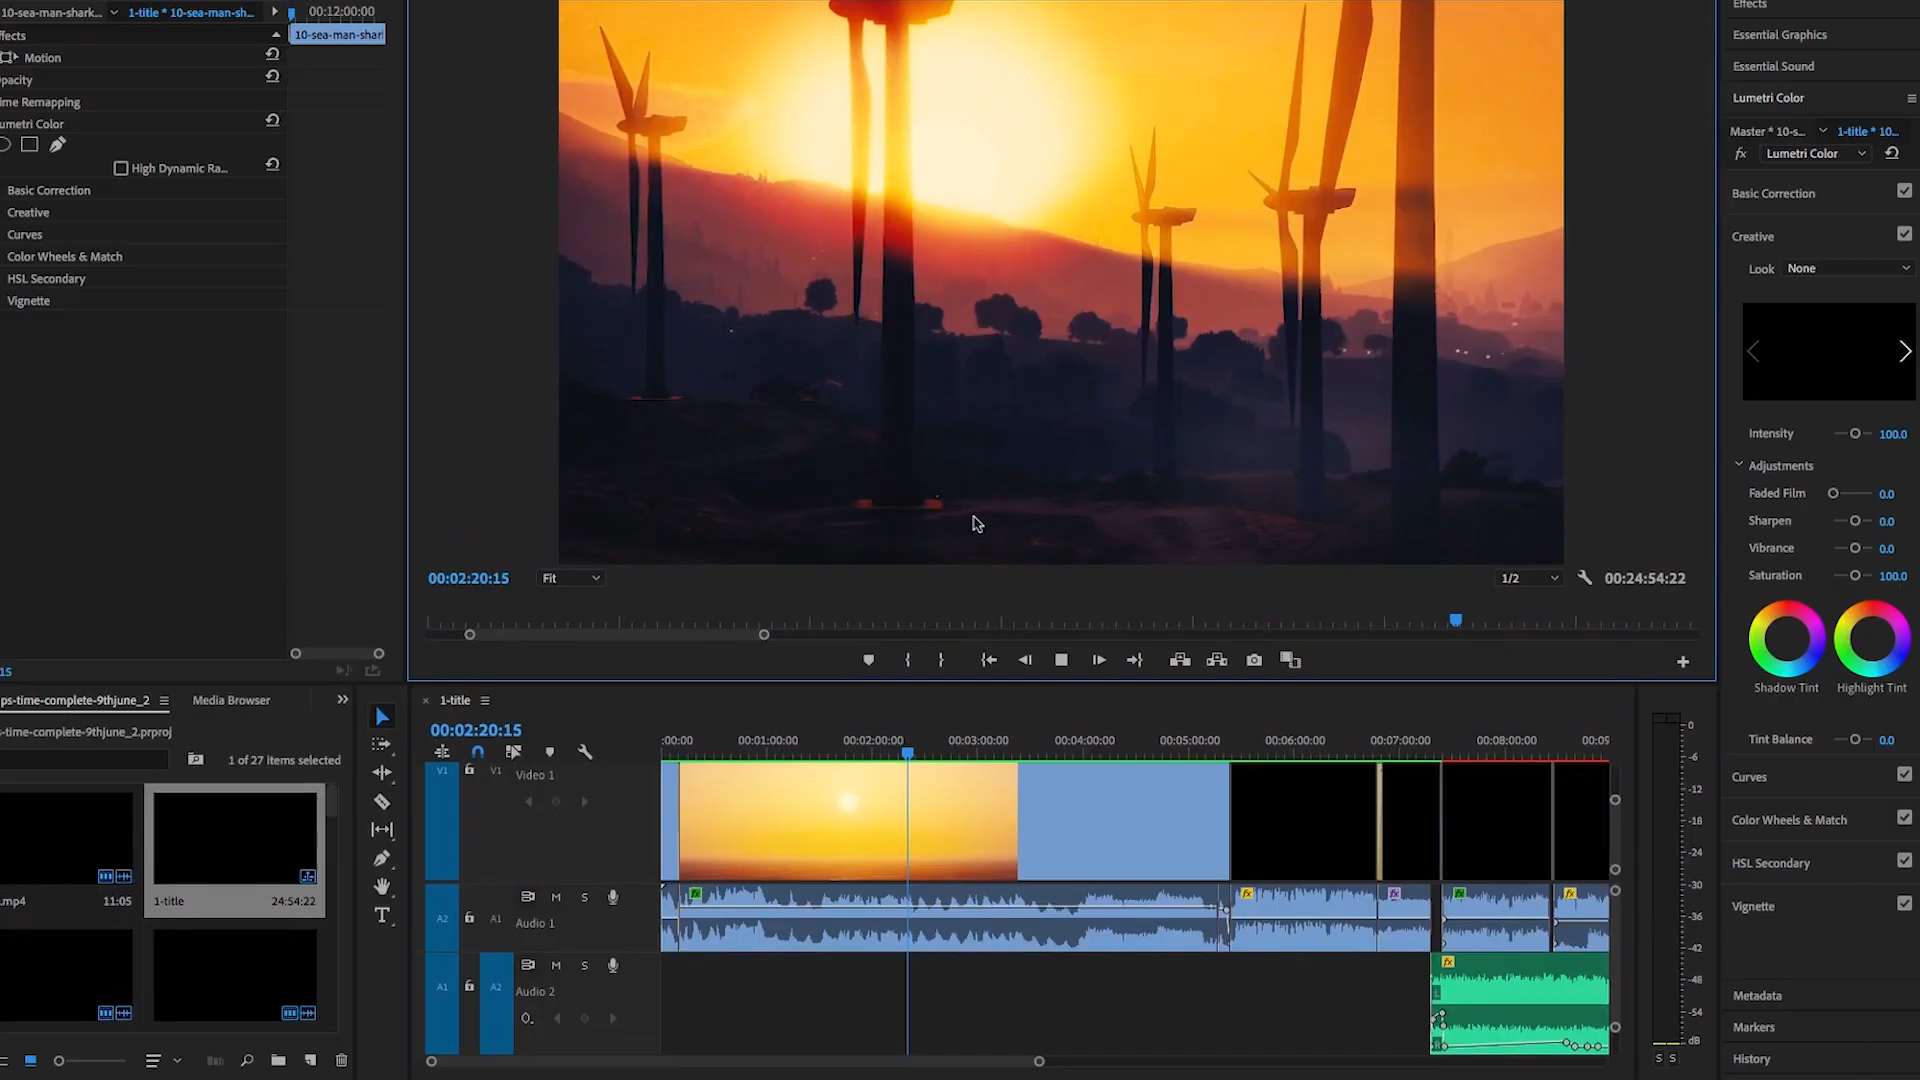 10-sea-man-shark...
1-title * 10-sea-man-sh...
00:12:00:00
ffects
10-sea-man-shar
Motion
pacity
ime Remapping
umetri Color
High Dynamic Ra...
Basic Correction
Creative
Curves
Color Wheels & Match
HSL Secondary
Vignette
15
00:02:20:15
Fit
1/2
00:24:54:22
Effects
Essential Graphics
Essential Sound
Lumetri Color
Master * 10-s...
1-title * 10...
fx
Lumetri Color
Basic Correction
Creative
Look
None
Intensity
100.0
Adjustments
Faded Film
0.0
Sharpen
0.0
Vibrance
0.0
Saturation
100.0
Shadow Tint
Highlight Tint
Tint Balance
0.0
Curves
Color Wheels & Match
HSL Secondary
Vignette
Metadata
Markers
History
ps-time-complete-9thjune_2
Media Browser
-s-time-complete-9thjune_2.prproj
1 of 27 items selected
.mp4
11:05
1-title
24:54:22
1-title
00:02:20:15
:00:00
00:01:00:00
00:02:00:00
00:03:00:00
00:04:00:00
00:05:00:00
00:06:00:00
00:07:00:00
00:08:00:00
00:09
V1
V1
Video 1
A2
A1
M
S
Audio 1
A1
A2
M
S
Audio 2
fx
fx
fx
fx
fx
fx
L
R
0
-6
-12
-18
-24
-30
-36
-42
-48
-54
dB
S
S